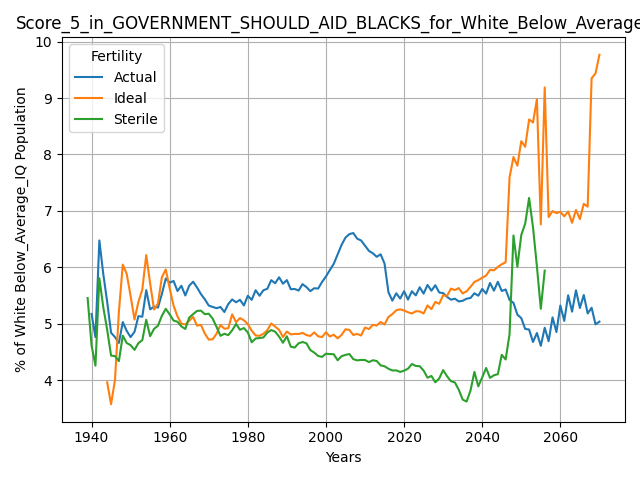 Score_5_in_GOVERNMENT_SHOULD_AID_BLACKS_for_White_Below_Average
Fertility
Actual
Ideal
Sterile
% of White Below_Average_IQ Population
10
9
8
7
6
5
4
1940 1960 1980 2000 2020 2040 2060
Years